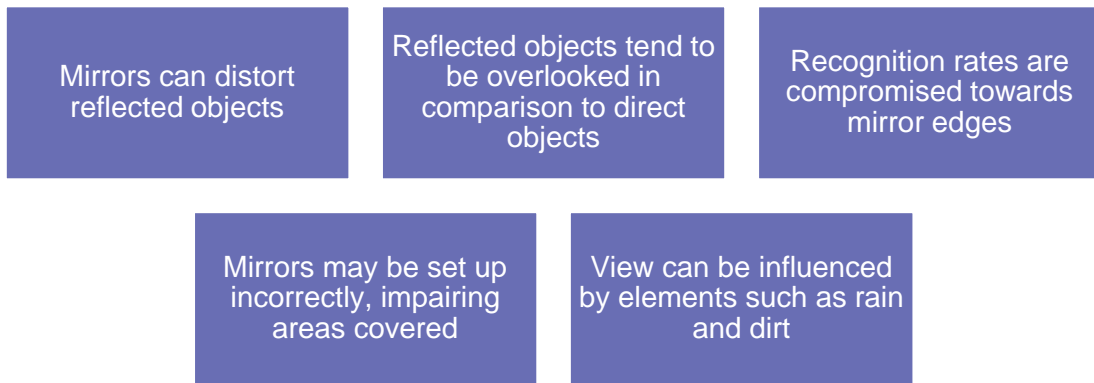 Mirrors can distort
reflected objects
Reflected objects tend to
be overlooked in
comparison to direct
objects
Recognition rates are
compromised towards
mirror edges
Mirrors may be set up
incorrectly, impairing
areas covered
View can be influenced
by elements such as rain
and dirt